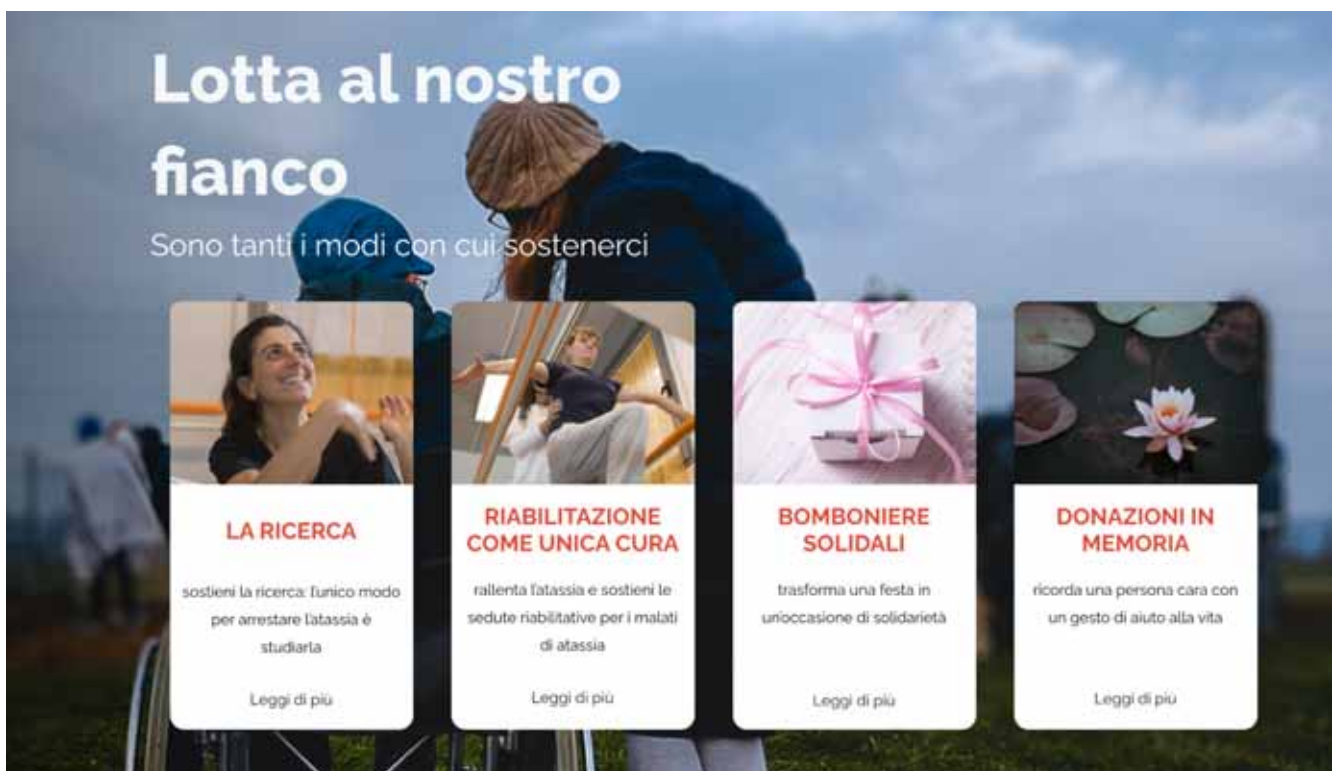 Lotta al nostro
fianco
Sono tanti i modi con cui sostenerci
LA RICERCA
sostieni la ricerca: l'unico modo
per arrestare l'atassia è
studiarla
Leggi di più
RIABILITAZIONE
COME UNICA CURA
rallenta l'atassia e sostieni le
sedute riabilitative per i malati
di atassia
Leggi di più
BOMBONIERE
SOLIDALI
trasforma una festa in
un'occasione di solidarietà
Leggi di più
DONAZIONI IN
MEMORIA
ricorda una persona cara con
un gesto di aiuto alla vita
Leggi di più